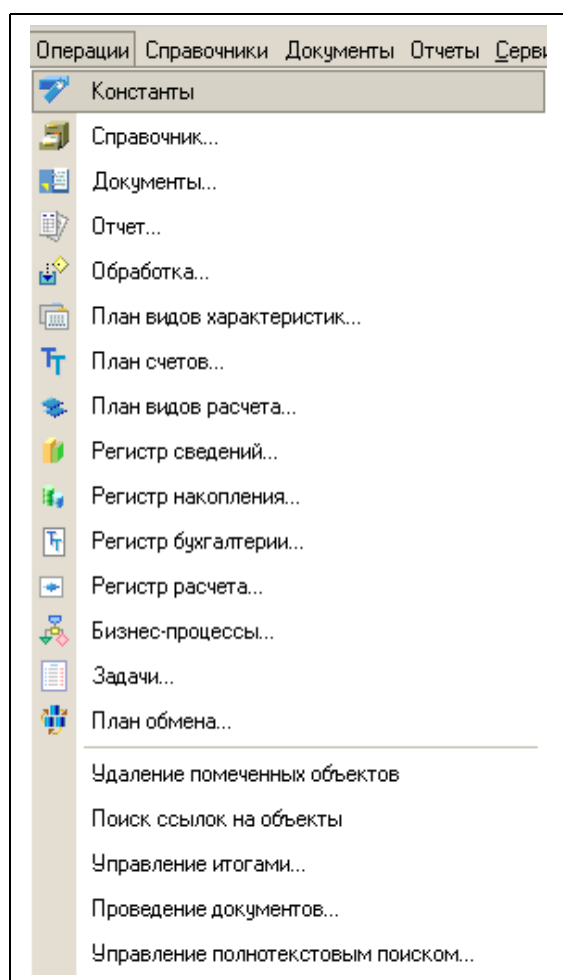 Операции Справочники Документы Отчеты Серви
Константы
Справочник...
Документы...
Отчет...
Обработка...
План видов характеристик...
План счетов...
План видов расчета...
Регистр сведений...
Регистр накопления...
Регистр бухгалтерии...
Регистр расчета...
Бизнес-процессы...
Задачи...
План обмена...
Удаление помеченных объектов
Поиск ссылок на объекты
Управление итогами...
Проведение документов...
Управление полнотекстовым поиском...